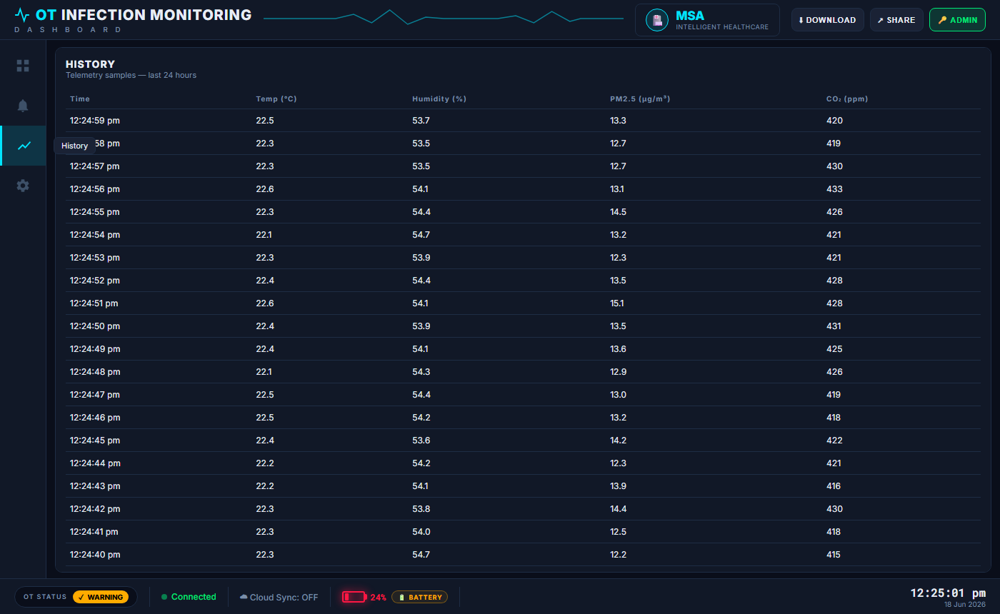 OT INFECTION MONITORING
DASHBOARD
MSA
INTELLIGENT HEALTHCARE
⬇ DOWNLOAD
↗ SHARE
🔑 ADMIN
HISTORY
Telemetry samples — last 24 hours
Time Temp (°C) Humidity (%) PM2.5 (µg/m³) CO₂ (ppm)
12:24:59 pm 22.5 53.7 13.3 420
History
58 pm 22.3 53.5 12.7 419
12:24:57 pm 22.3 53.5 12.7 430
12:24:56 pm 22.6 54.1 13.1 433
12:24:55 pm 22.3 54.4 14.5 426
12:24:54 pm 22.1 54.7 13.2 421
12:24:53 pm 22.3 53.9 12.3 421
12:24:52 pm 22.4 54.4 13.5 428
12:24:51 pm 22.6 54.1 15.1 428
12:24:50 pm 22.4 53.9 13.5 431
12:24:49 pm 22.4 54.1 13.6 425
12:24:48 pm 22.1 54.3 12.9 426
12:24:47 pm 22.5 54.4 13.0 419
12:24:46 pm 22.5 54.2 13.2 418
12:24:45 pm 22.4 53.6 14.2 422
12:24:44 pm 22.2 54.2 12.3 421
12:24:43 pm 22.2 54.1 13.9 416
12:24:42 pm 22.3 53.8 14.4 430
12:24:41 pm 22.3 54.0 12.5 418
12:24:40 pm 22.3 54.7 12.2 415
OT STATUS ✓ WARNING
Connected
☁ Cloud Sync: OFF
24%
🔋 BATTERY
12:25:01 pm
18 Jun 2026